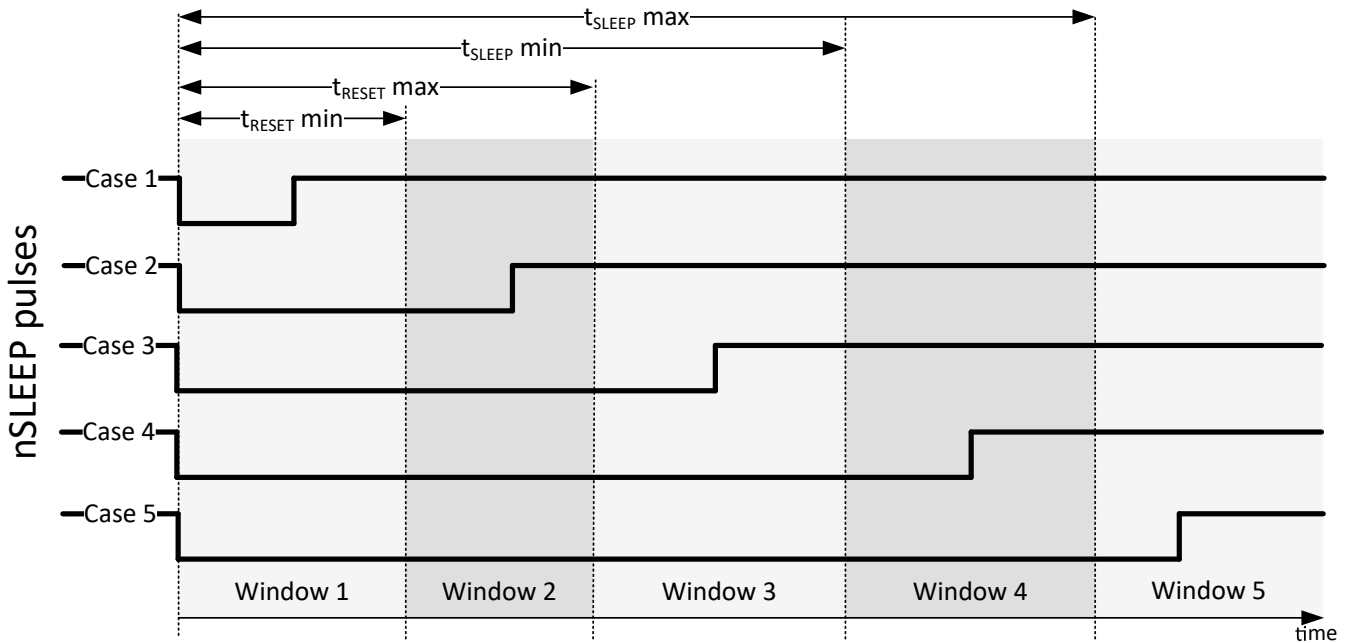 tSLEEP max
tSLEEP min
tRESET max
tRESET min
nSLEEP pulses
Case 1
Case 2
Case 3
Case 4
Case 5
Window 1 Window 2 Window 3 Window 4 Window 5
time